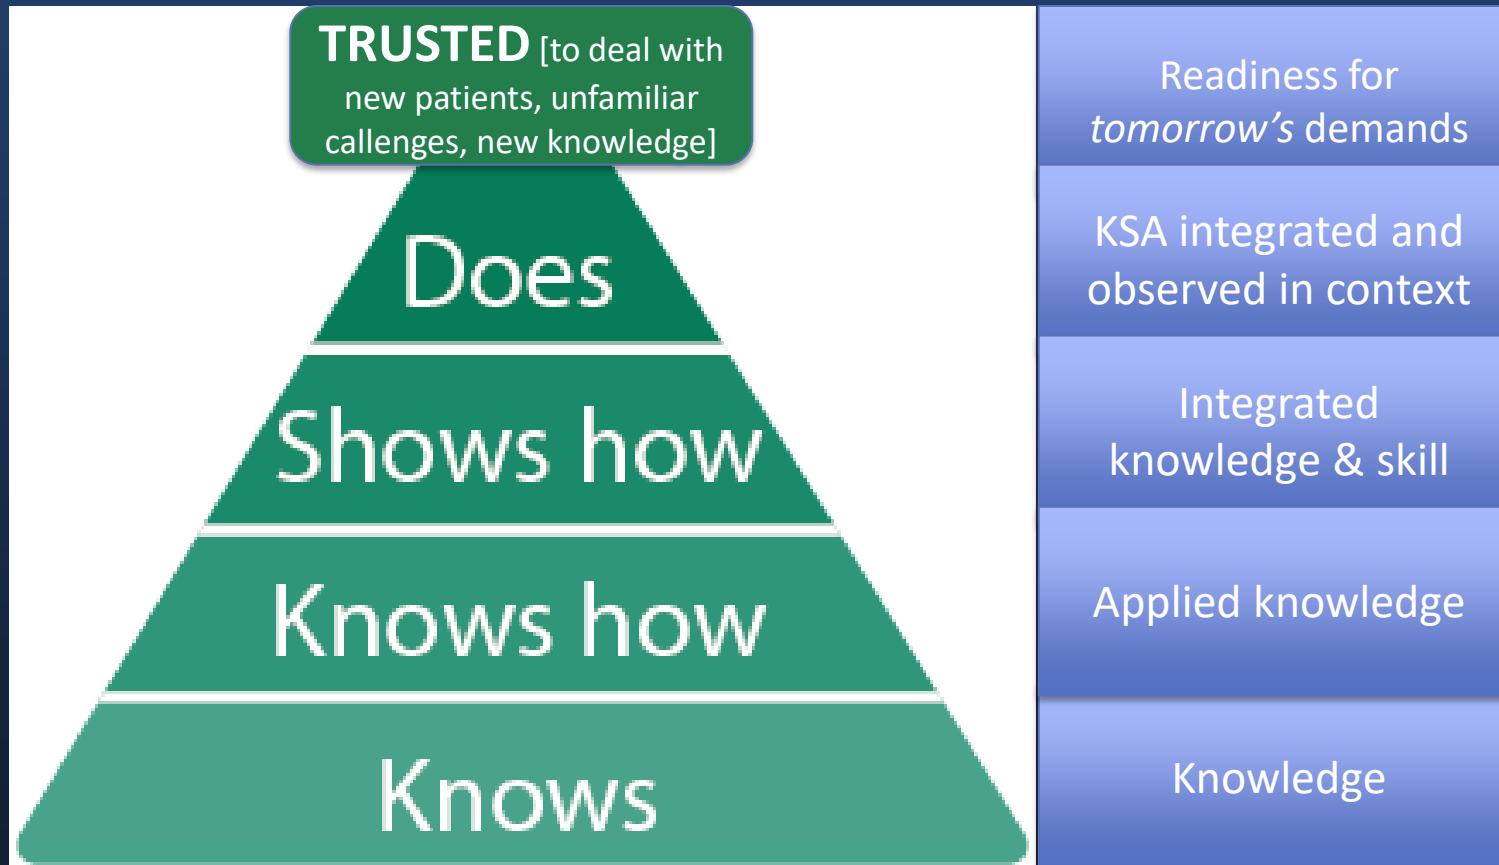 TRUSTED [to deal with
new patients, unfamiliar
callenges, new knowledge]
Readiness for
tomorrow's demands
Does
KSA integrated and
observed in context
Shows how
Integrated
knowledge & skill
Knows how
Applied knowledge
Knows
Knowledge